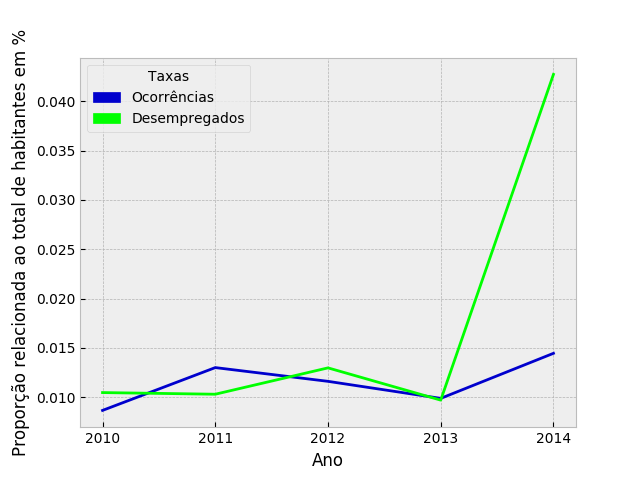 Proporção relacionada ao total de habitantes em %
Taxas
Ocorrências
Desempregados
0.040
0.035
0.030
0.025
0.020
0.015
0.010
2010 2011 2012 2013 2014
Ano